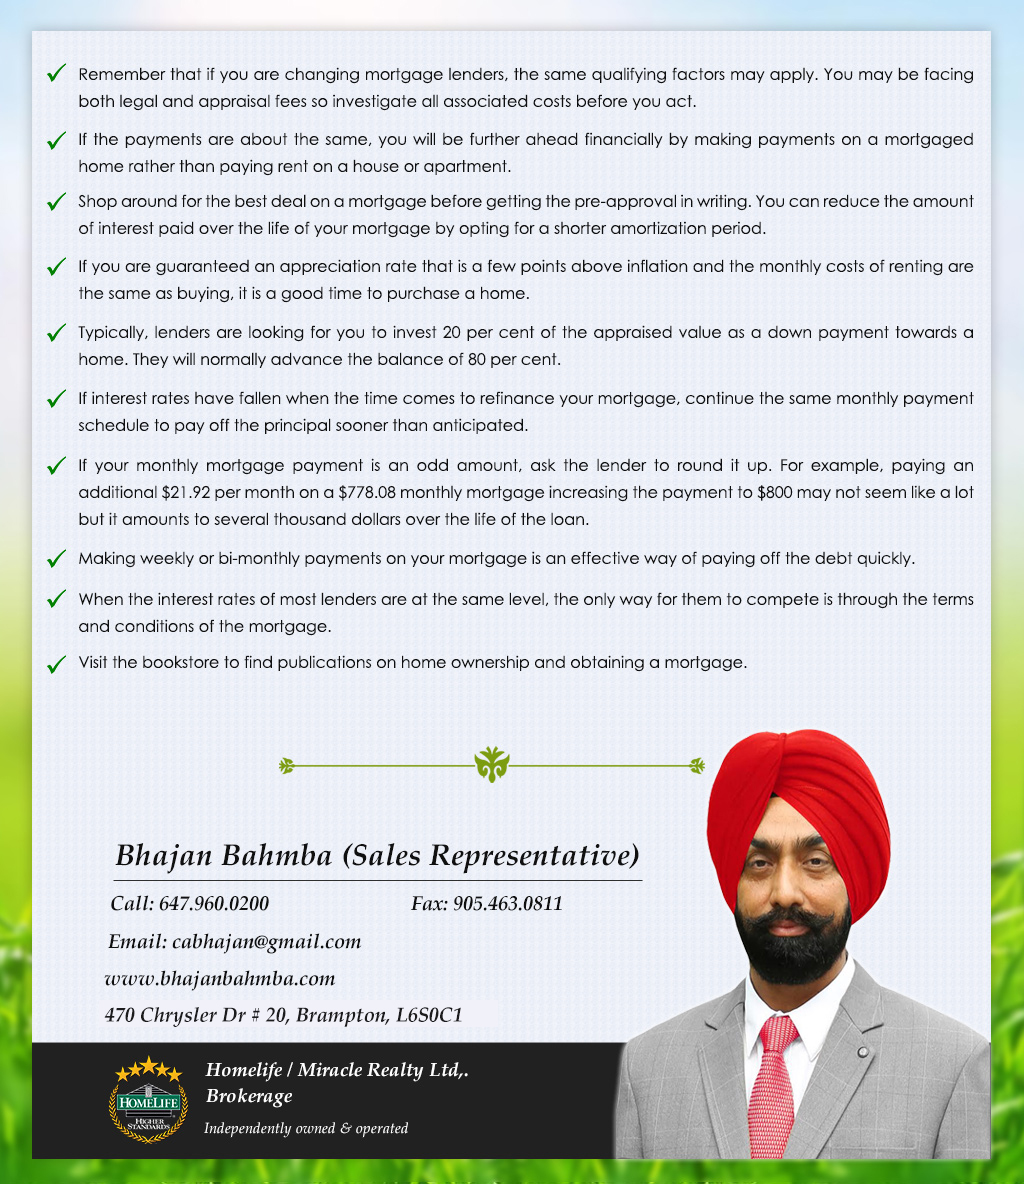 Remember that if you are changing mortgage lenders, the same qualifying factors may apply. You may be facing
both legal and appraisal fees so investigate all associated costs before you act.
If the payments are about the same, you will be further ahead financially by making payments on a mortgaged
home rather than paying rent on a house or apartment.
Shop around for the best deal on a mortgage before getting the pre-approval in writing. You can reduce the amount
of interest paid over the life of your mortgage by opting for a shorter amortization period.
If you are guaranteed an appreciation rate that is a few points above inflation and the monthly costs of renting are
the same as buying, it is a good time to purchase a home.
Typically, lenders are looking for you to invest 20 per cent of the appraised value as a down payment towards a
home. They will normally advance the balance of 80 per cent.
If interest rates have fallen when the time comes to refinance your mortgage, continue the same monthly payment
schedule to pay off the principal sooner than anticipated.
If your monthly mortgage payment is an odd amount, ask the lender to round it up. For example, paying an
additional $21.92 per month on a $778.08 monthly mortgage increasing the payment to $800 may not seem like a lot
but it amounts to several thousand dollars over the life of the loan.
Making weekly or bi-monthly payments on your mortgage is an effective way of paying off the debt quickly.
When the interest rates of most lenders are at the same level, the only way for them to compete is through the terms
and conditions of the mortgage.
Visit the bookstore to find publications on home ownership and obtaining a mortgage.
Bhajan Bahmba (Sales Representative)
Call: 647.960.0200 Fax: 905.463.0811
Email: cabhajan@gmail.com
www.bhajanbahmba.com
470 Chrysler Dr # 20, Brampton, L6S0C1
HOMELIFE
HIGHER
STANDARDS
Homelife / Miracle Realty Ltd,.
Brokerage
Independently owned & operated